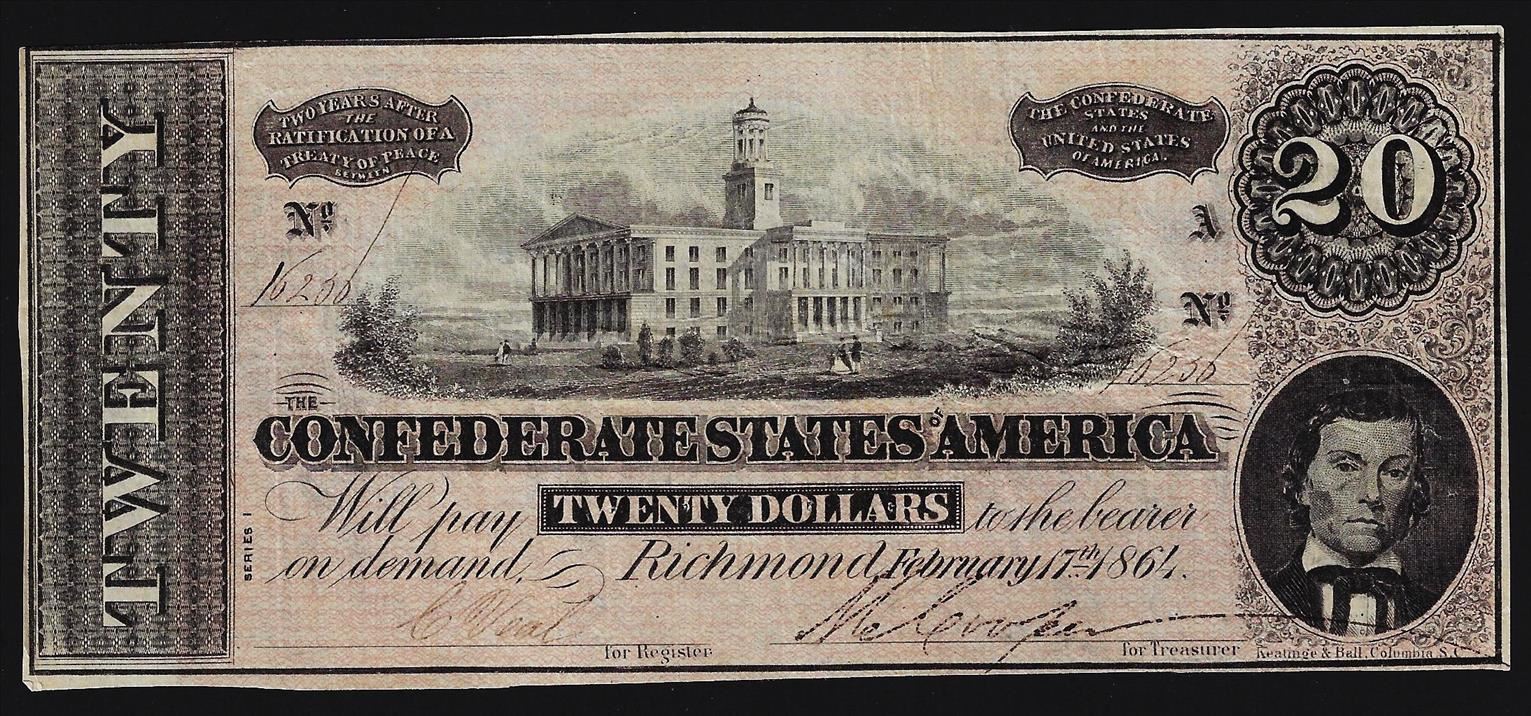 TWENTY
TWO YEARS AFTER
THE
RATIFICATION OF A
TREATY OF PEACE
BETWEEN
THE CONFEDERATE
STATES
AND THE
UNITED STATES
OF AMERICA.
20
No
16256
A
No
16256
THE
CONFEDERATE STATES OF AMERICA
Will pay TWENTY DOLLARS to the bearer
on demand, Richmond February 17th 1864.
SERIES 1
for Register
for Treasurer
Keatinge & Ball, Columbia, S.C.